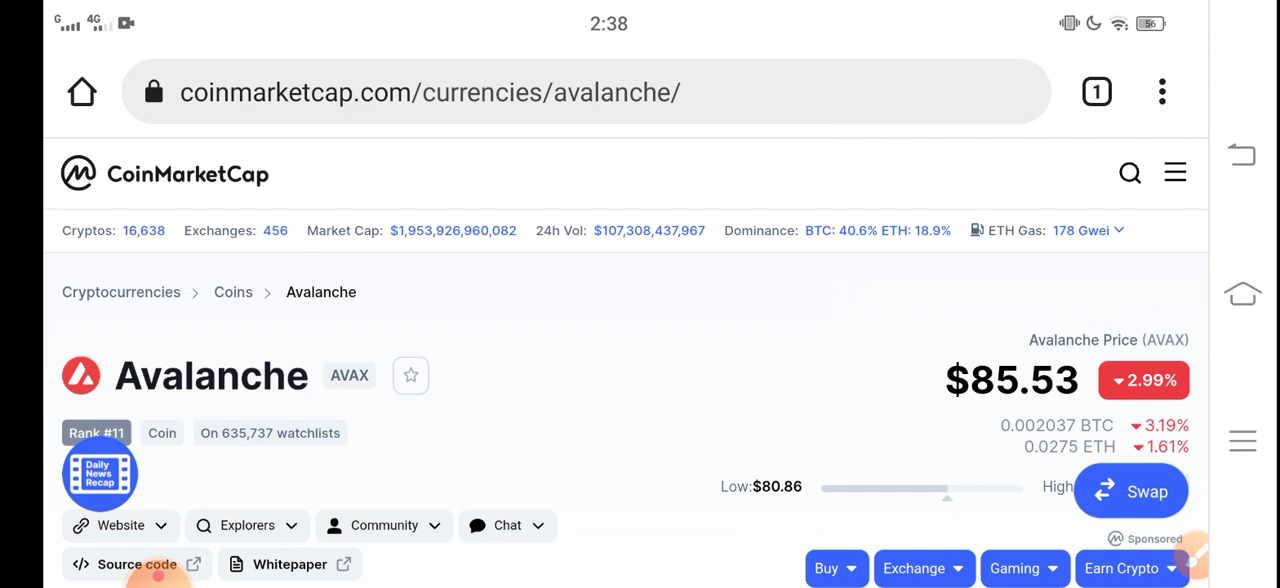 G 4G 2:38 56
coinmarketcap.com/currencies/avalanche/ 1
CoinMarketCap
Cryptos: 16,638 Exchanges: 456 Market Cap: $1,953,926,960,082 24h Vol: $107,308,437,967 Dominance: BTC: 40.6% ETH: 18.9% ETH Gas: 178 Gwei
Cryptocurrencies > Coins > Avalanche
Avalanche Price (AVAX)
Avalanche AVAX $85.53 2.99%
Rank #11 Coin On 635,737 watchlists 0.002037 BTC 3.19%
0.0275 ETH 1.61%
Daily
News
Recap
Low:$80.86 High Swap
Website Explorers Community Chat
Sponsored
Source code Whitepaper Buy Exchange Gaming Earn Crypto